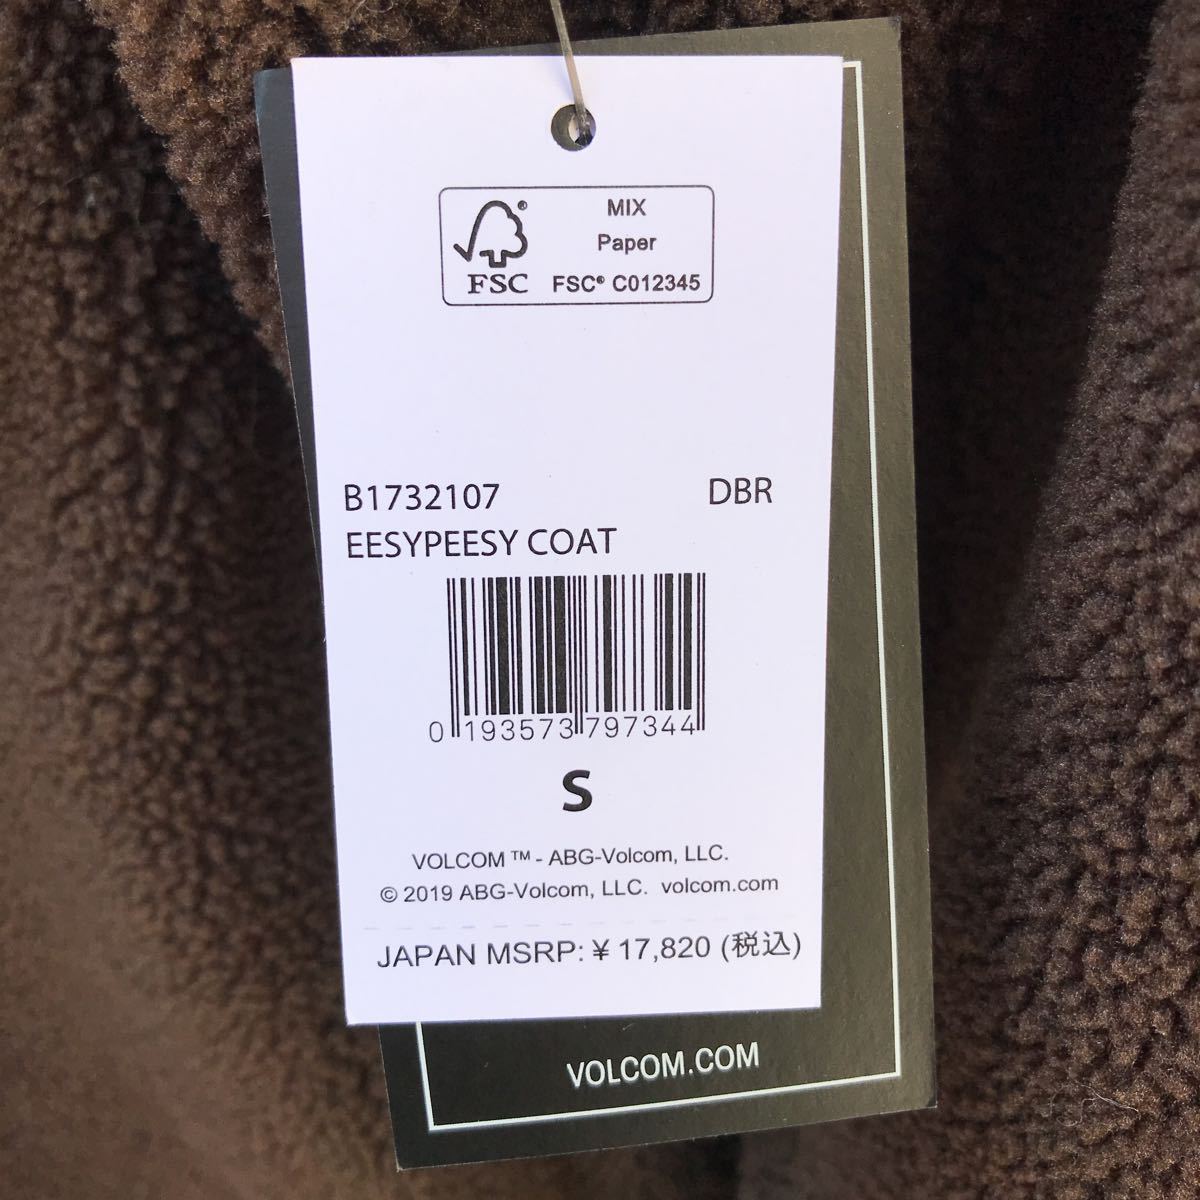 MIX
Paper
FSC® FSC® C012345
B1732107 DBR
EESYPEESY COAT
0 193573 797344
S
VOLCOM ™ - ABG-Volcom, LLC.
© 2019 ABG-Volcom, LLC. volcom.com
JAPAN MSRP: ¥ 17,820 (税込)
VOLCOM.COM